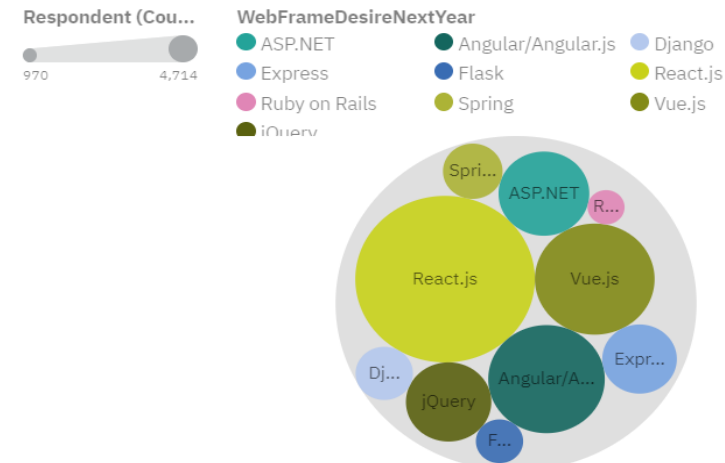 Respondent (Cou...
970 4,714
WebFrameDesireNextYear
ASP.NET Angular/Angular.js Django
Express Flask React.js
Ruby on Rails Spring Vue.js
jQuery
Spri...
ASP.NET
R...
React.js
Vue.js
Expr...
Dj...
Angular/A...
jQuery
F...